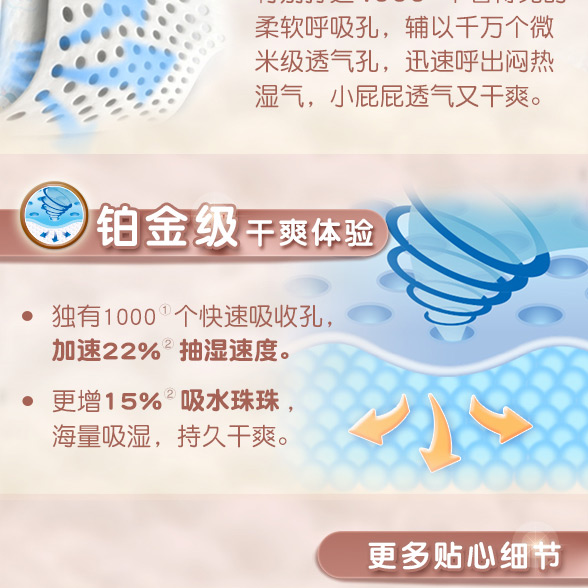 柔软呼吸孔，辅以千万个微
米级透气孔，迅速呼出闷热
湿气，小屁屁透气又干爽。
铂金级 干爽体验
• 独有1000①个快速吸收孔，
加速22%②抽湿速度。
• 更增15%②吸水珠珠，
海量吸湿，持久干爽。
更多贴心细节